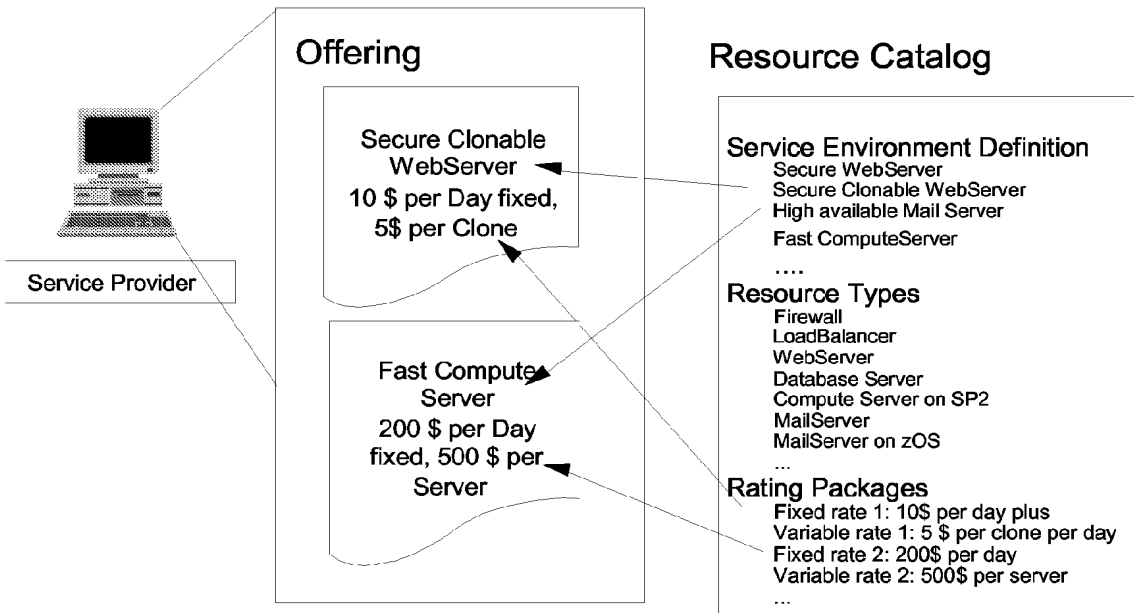 Offering
Resource Catalog
Secure Clonable
WebServer
10 $ per Day fixed,
5$ per Clone
Service Provider
Fast Compute
Server
200 $ per Day
fixed, 500 $ per
Server
Service Environment Definition
Secure WebServer
Secure Clonable WebServer
High available Mail Server
Fast ComputeServer
....
Resource Types
Firewall
LoadBalancer
WebServer
Database Server
Compute Server on SP2
MailServer
MailServer on zOS
...
Rating Packages
Fixed rate 1: 10$ per day plus
Variable rate 1: 5 $ per clone per day
Fixed rate 2: 200$ per day
Variable rate 2: 500$ per server
...